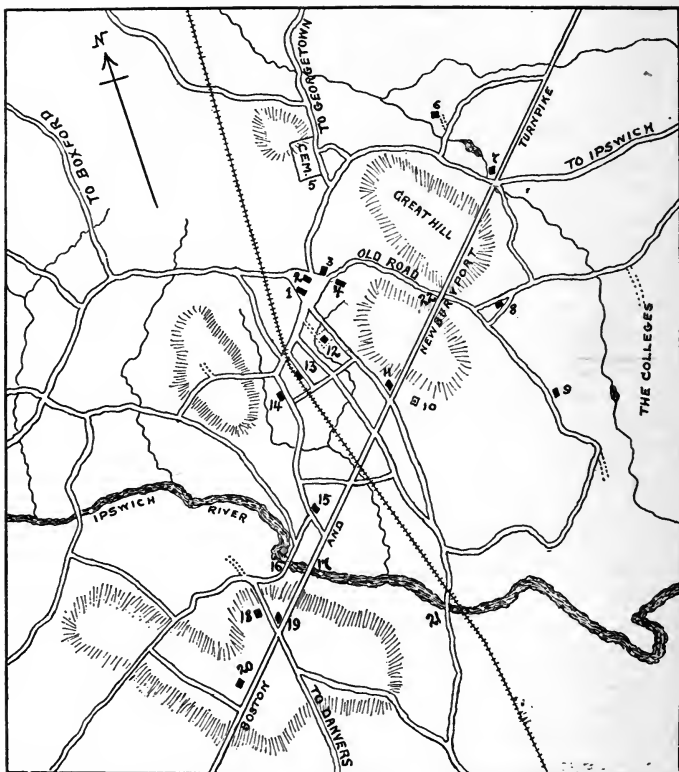 N
TO GEORGETOWN
TO BOXFORD
6
TURNPIKE
7
TO IPSWICH
CEM.
5
GREAT HILL
OLD ROAD
NEWBURYPORT
3
2
1
4
22
8
THE COLLEGES
12
13
11
10
9
14
IPSWICH RIVER
15
AND
16
17
18
19
21
20
BOSTON
TO DANVERS